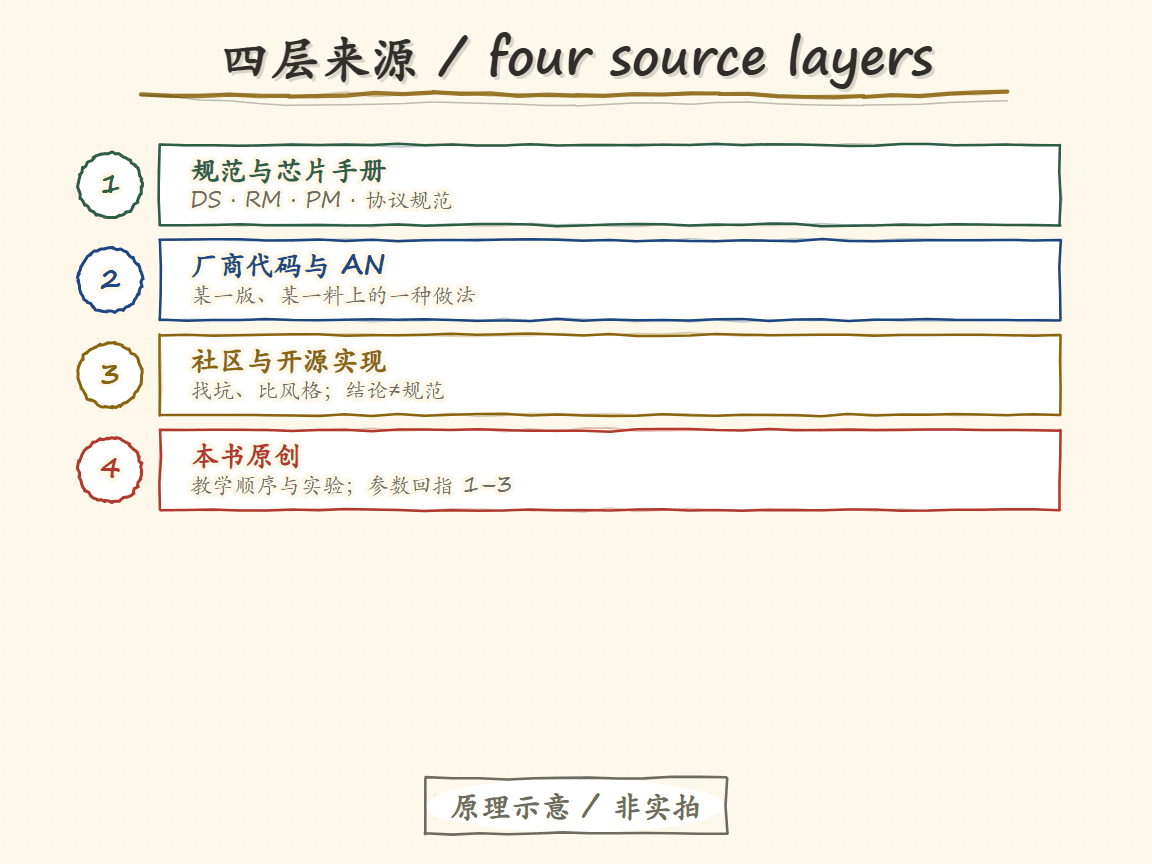 四层来源 / four source layers
1
规范与芯片手册
DS · RM · PM · 协议规范
2
厂商代码与 AN
某一版、某一料上的一种做法
3
社区与开源实现
找坑、比风格；结论≠规范
4
本书原创
教学顺序与实验；参数回指 1–3
原理示意 / 非实拍